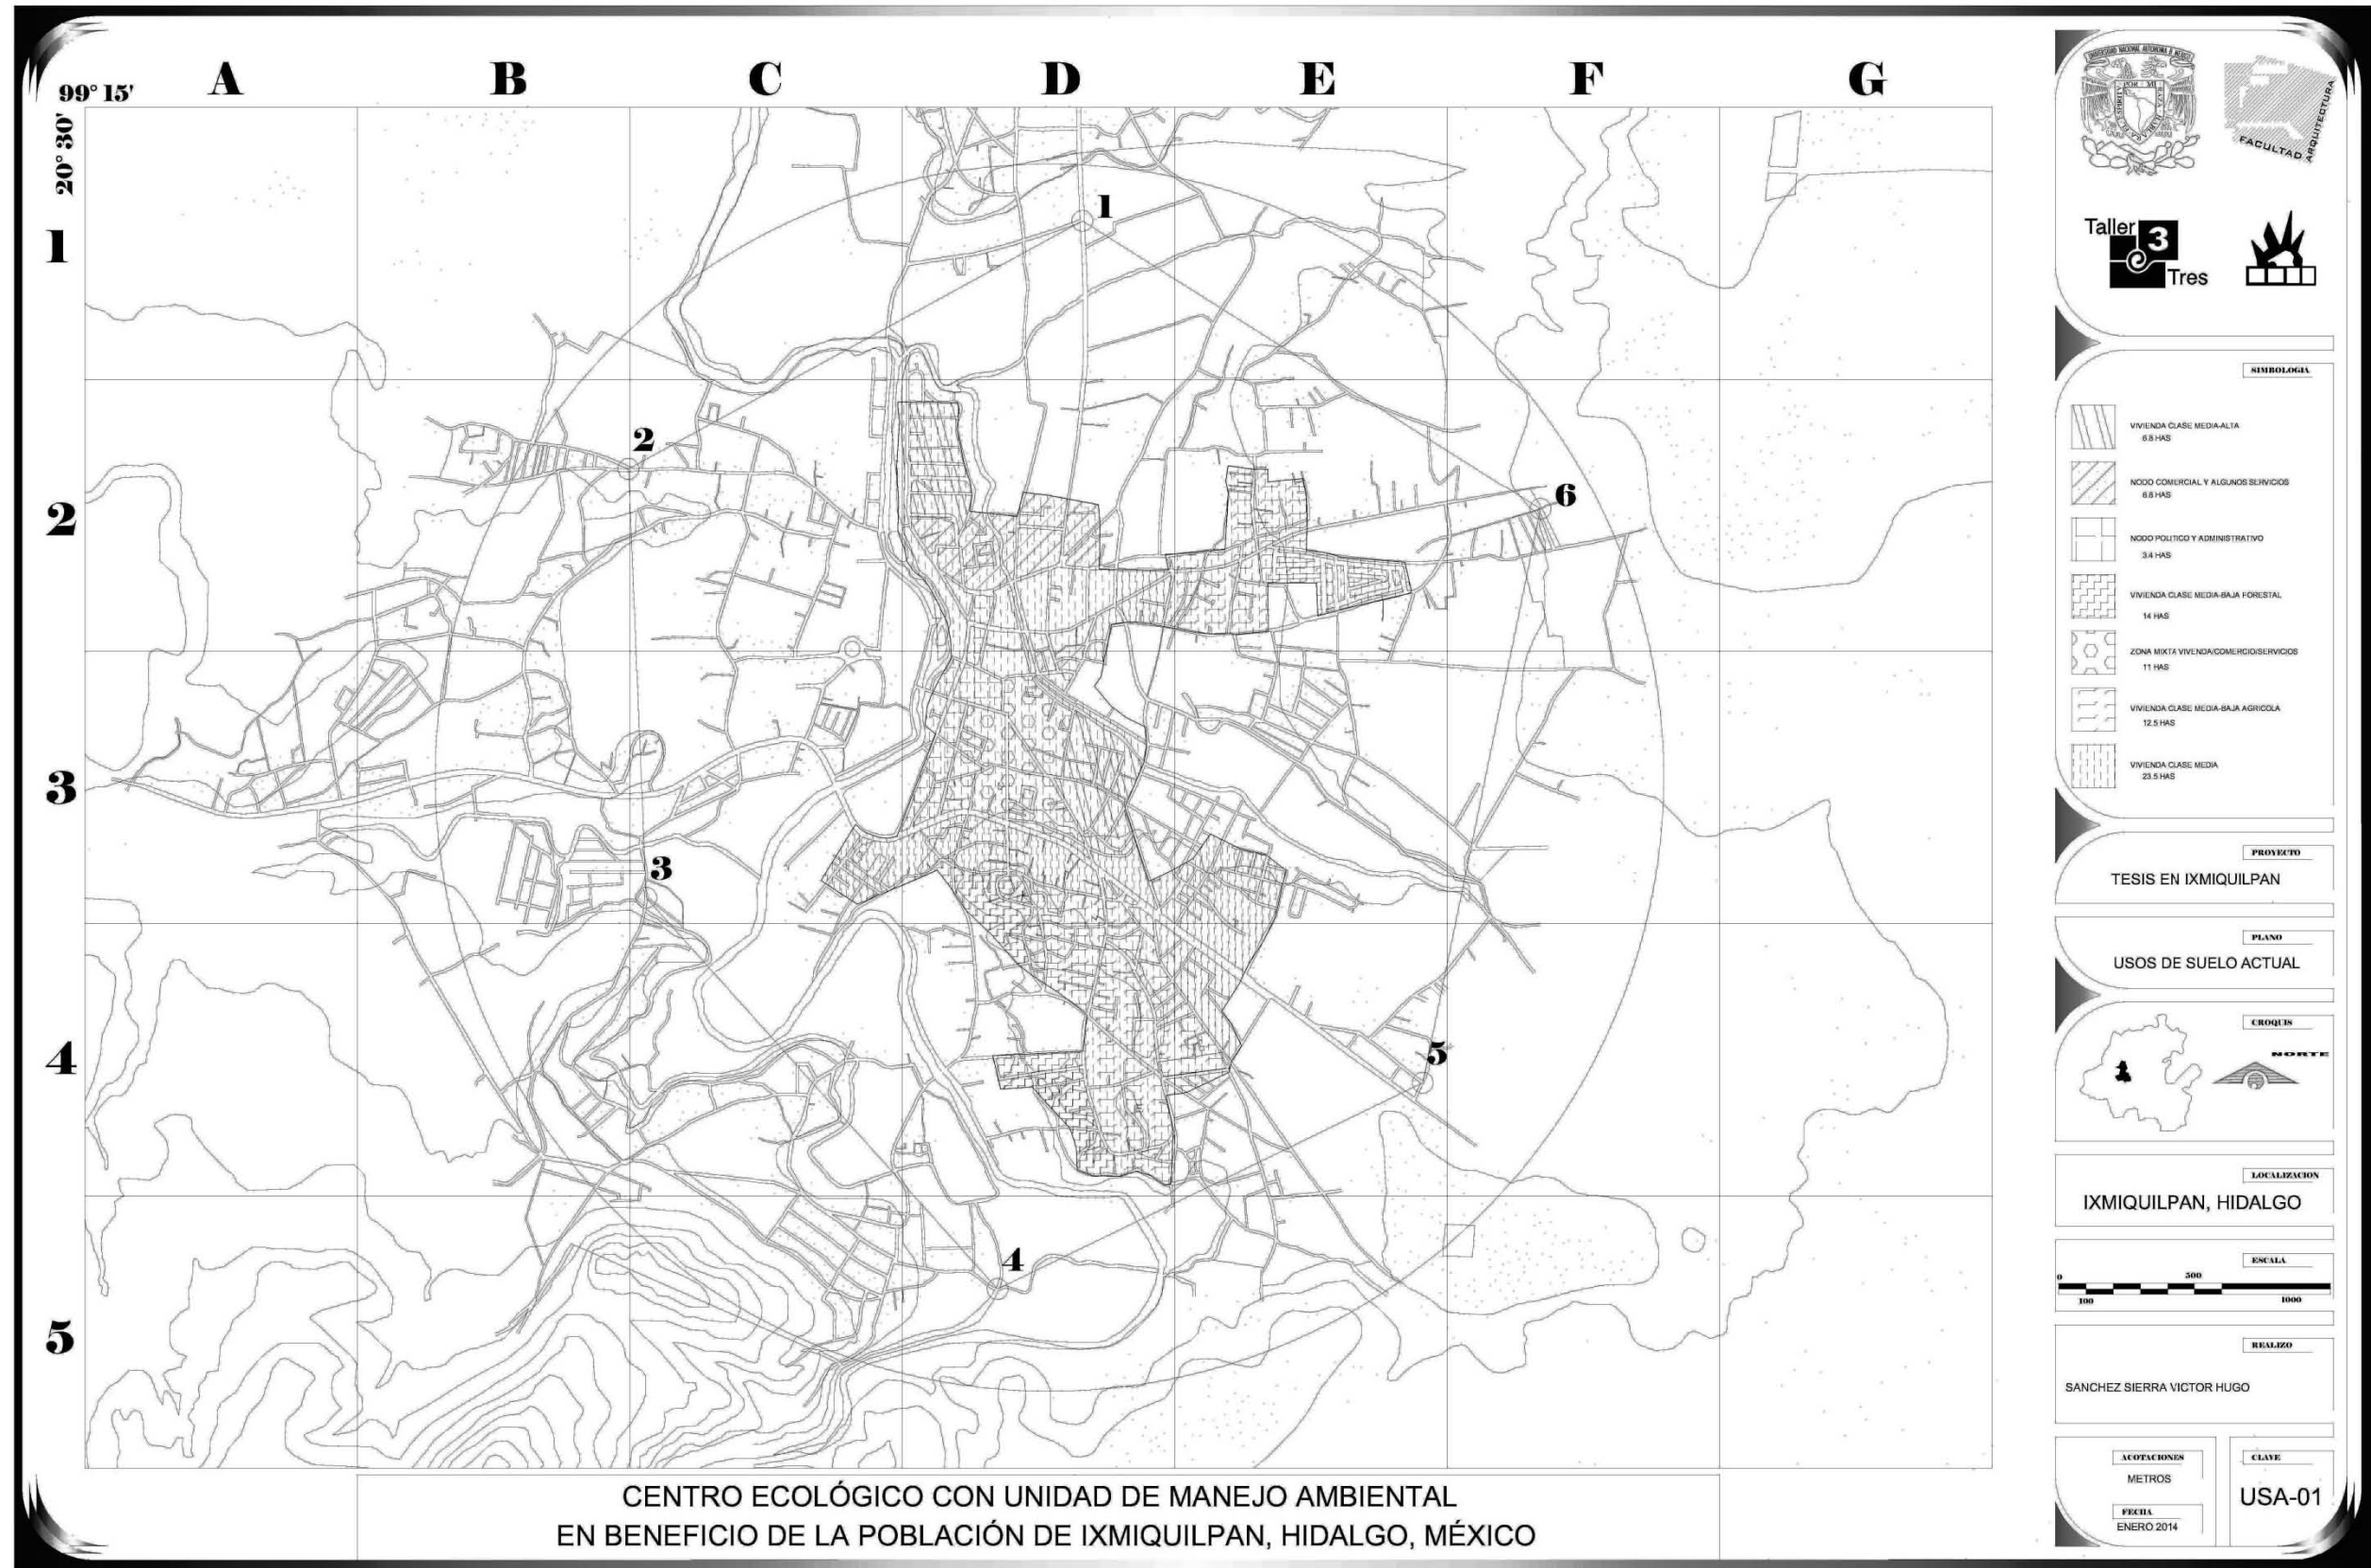 A B C D E F G
99° 15'
20° 30'
1
2
3
4
5
1
2
3
4
5
6
CENTRO ECOLÓGICO CON UNIDAD DE MANEJO AMBIENTAL
EN BENEFICIO DE LA POBLACIÓN DE IXMIQUILPAN, HIDALGO, MÉXICO
UNIVERSIDAD NACIONAL AUTONOMA
POR MI
FACULTAD ARQUITECTURA
Taller 3
Tres
SIMBOLOGIA
VIVIENDA CLASE MEDIA-ALTA
6.8 HAS
NODO COMERCIAL Y ALGUNOS SERVICIOS
6.6 HAS
NODO POLITICO Y ADMINISTRATIVO
3.4 HAS
VIVIENDA CLASE MEDIA-BAJA FORESTAL
14 HAS
ZONA MIXTA VIVENDA/COMERCIO/SERVICIOS
11 HAS
VIVIENDA CLASE MEDIA-BAJA AGRICOLA
12.5 HAS
VIVIENDA CLASE MEDIA
23.5 HAS
PROYECTO
TESIS EN IXMIQUILPAN
PLANO
USOS DE SUELO ACTUAL
CROQUIS
NORTE
LOCALIZACION
IXMIQUILPAN, HIDALGO
ESCALA
0 500
100 1000
REALIZO
SANCHEZ SIERRA VICTOR HUGO
ACOTACIONES
METROS
FECHA
ENERO 2014
CLAVE
USA-01